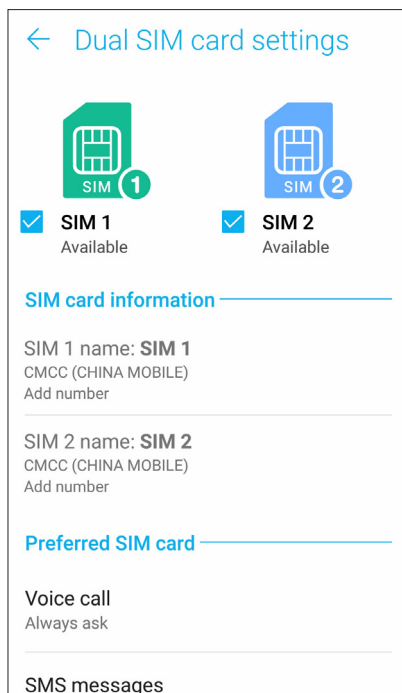 Dual SIM card settings
SIM 1
SIM 2
SIM 1
SIM 2
Available
Available
SIM card information
SIM 1 name: SIM 1
CMCC (CHINA MOBILE)
Add number
SIM 2 name: SIM 2
CMCC (CHINA MOBILE)
Add number
Preferred SIM card
Voice call
Always ask
SMS messages